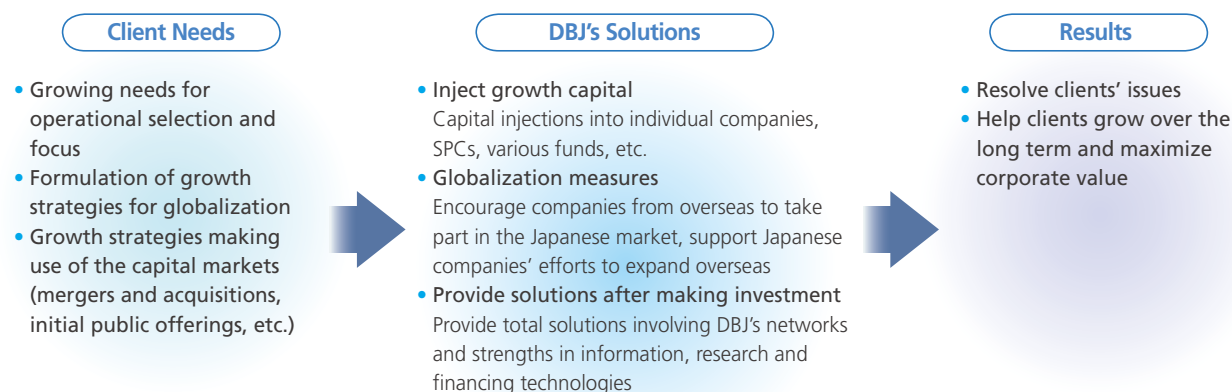 Client Needs
• Growing needs for
operational selection and
focus
• Formulation of growth
strategies for globalization
• Growth strategies making
use of the capital markets
(mergers and acquisitions,
initial public offerings, etc.)
DBJ’s Solutions
• Inject growth capital
Capital injections into individual companies,
SPCs, various funds, etc.
• Globalization measures
Encourage companies from overseas to take
part in the Japanese market, support Japanese
companies’ efforts to expand overseas
• Provide solutions after making investment
Provide total solutions involving DBJ’s networks
and strengths in information, research and
financing technologies
Results
• Resolve clients’ issues
• Help clients grow over the
long term and maximize
corporate value